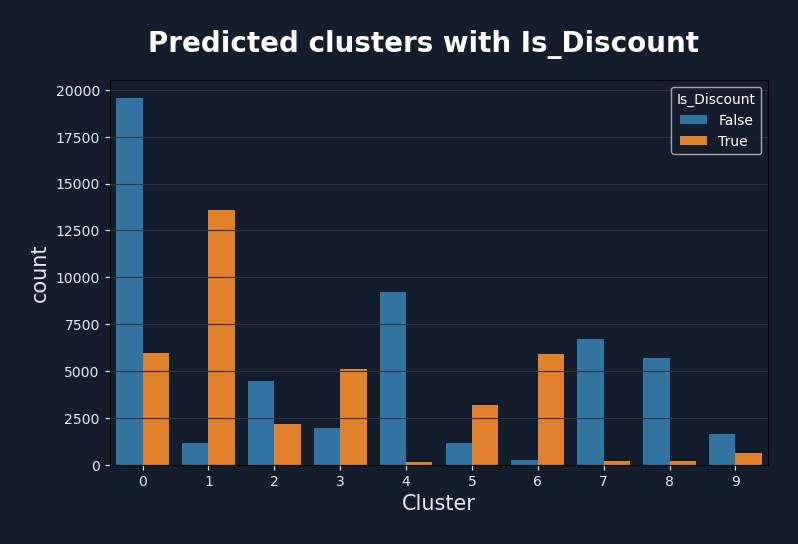 Predicted clusters with Is_Discount
Is_Discount
False
True
count
20000
17500
15000
12500
10000
7500
5000
2500
0
0 1 2 3 4 5 6 7 8 9
Cluster